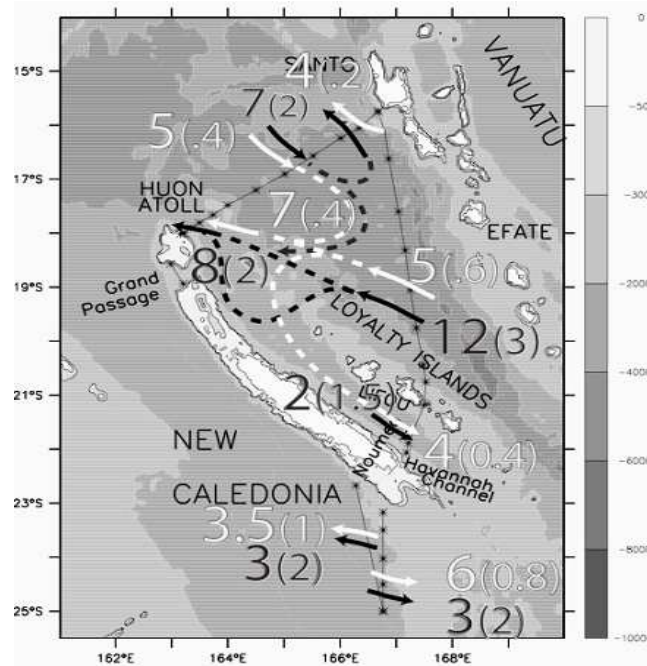 0
15°S
SANTO
VANUATU
4(.2)
7(2)
-50
5(.4)
17°S
HUON
ATOLL
7(.4)
EFATE
-300
19°S
8(2)
5(.6)
Grand
Passage
-2000
12(3)
LOYALTY ISLANDS
-4000
21°S
2(1.5)
LIFOU
NEW
Noumea
4(0.4)
Havannah
Channel
-6000
23°S
CALEDONIA
3.5(1)
3(2)
-8000
6(0.8)
3(2)
25°S
-1000
162°E
164°E
166°E
168°E